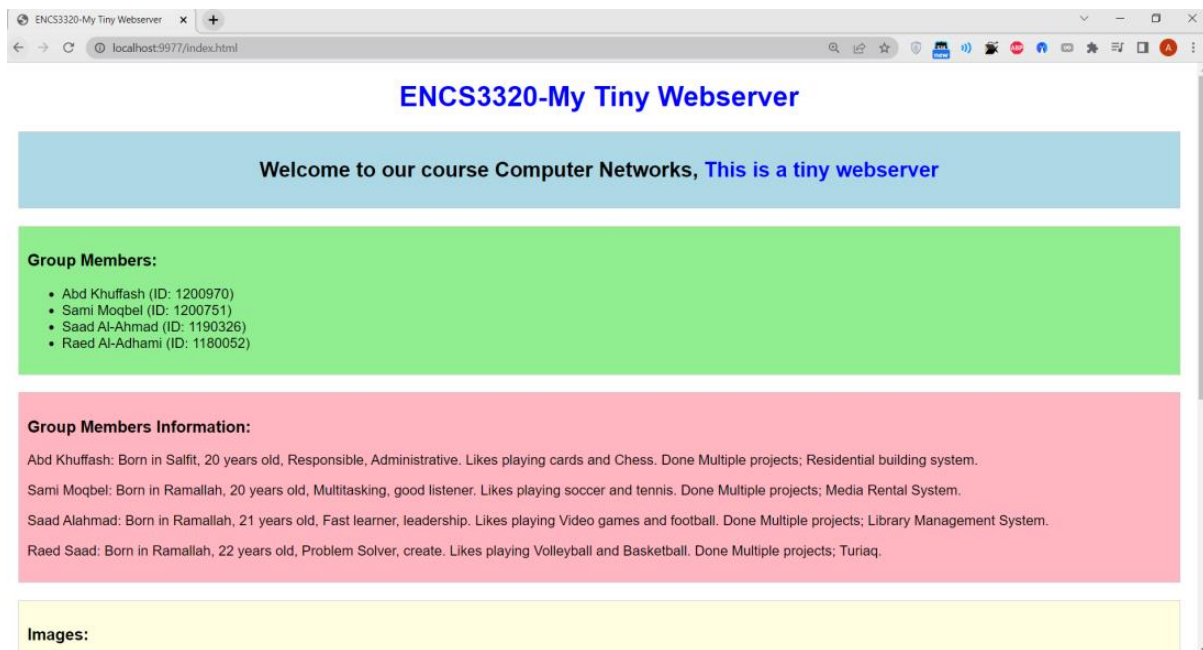 ENCS3320-My Tiny Webserver
localhost:9977/index.html
ABP
new
A
ENCS3320-My Tiny Webserver
Welcome to our course Computer Networks, This is a tiny webserver
Group Members:
• Abd Khuffash (ID: 1200970)
• Sami Moqbel (ID: 1200751)
• Saad Al-Ahmad (ID: 1190326)
• Raed Al-Adhami (ID: 1180052)
Group Members Information:
Abd Khuffash: Born in Salfit, 20 years old, Responsible, Administrative. Likes playing cards and Chess. Done Multiple projects; Residential building system.
Sami Moqbel: Born in Ramallah, 20 years old, Multitasking, good listener. Likes playing soccer and tennis. Done Multiple projects; Media Rental System.
Saad Alahmad: Born in Ramallah, 21 years old, Fast learner, leadership. Likes playing Video games and football. Done Multiple projects; Library Management System.
Raed Saad: Born in Ramallah, 22 years old, Problem Solver, create. Likes playing Volleyball and Basketball. Done Multiple projects; Turiaq.
Images: